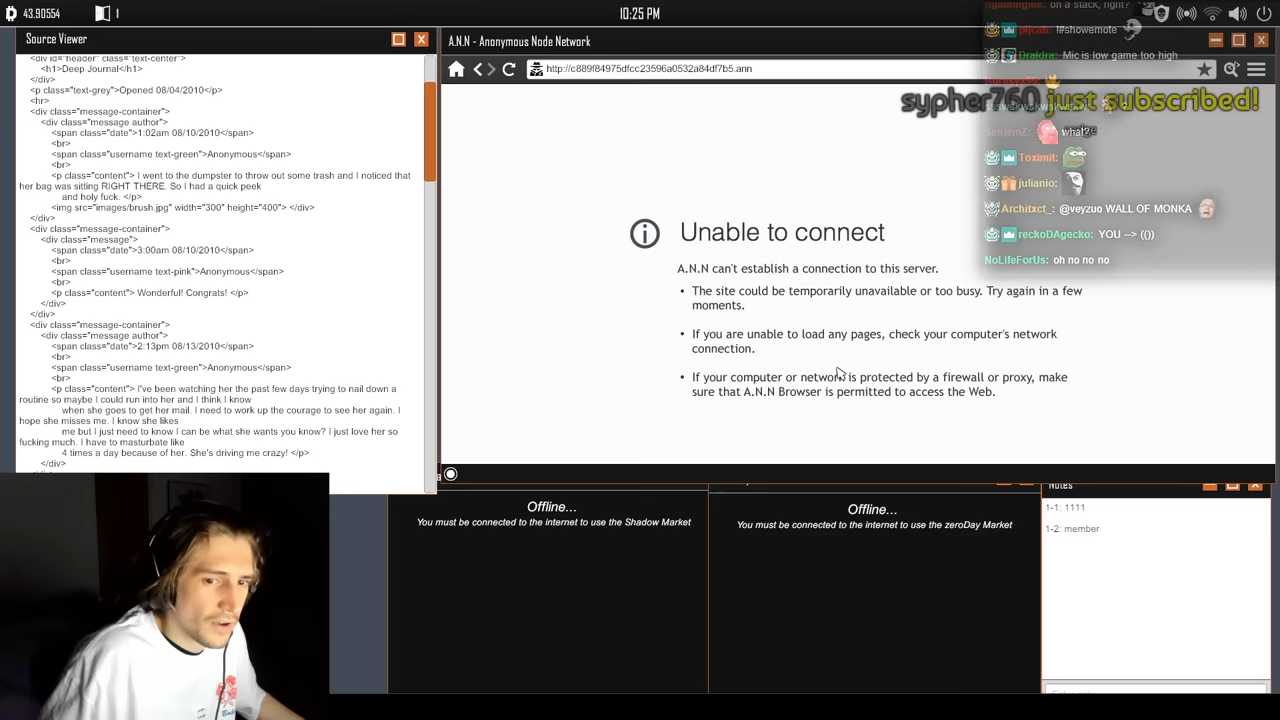 43.90554
1
10:25 PM
Source Viewer
<div id="header" class="text-center">
<h1>Deep Journal</h1>
</div>
<p class="text-grey">Opened 08/04/2010</p>
<hr>
<div class="message-container">
<div class="message author">
<span class="date">1:02am 08/10/2010</span>
<br>
<span class="username text-green">Anonymous</span>
<br>
<p class="content"> I went to the dumpster to throw out some trash and I noticed that
her bag was sitting RIGHT THERE. So I had a quick peek
and holy fuck. </p>
<img src="images/brush.jpg" width="300" height="400"> </div>
</div>
<div class="message-container">
<div class="message">
<span class="date">3:00am 08/10/2010</span>
<br>
<span class="username text-pink">Anonymous</span>
<br>
<p class="content"> Wonderful! Congrats! </p>
</div>
</div>
<div class="message-container">
<div class="message author">
<span class="date">2:13pm 08/13/2010</span>
<br>
<span class="username text-green">Anonymous</span>
<br>
<p class="content"> I've been watching her the past few days trying to nail down a
routine so maybe I could run into her and I think I know
when she goes to get her mail. I need to work up the courage to see her again. I
hope she misses me. I know she likes
me but I just need to know I can be what she wants you know? I just love her so
fucking much. I have to masturbate like
4 times a day because of her. She's driving me crazy! </p>
</div>
A.N.N - Anonymous Node Network
http://c889f84975dfcc23596a0532a84df7b5.ann
Unable to connect
A.N.N can't establish a connection to this server.
• The site could be temporarily unavailable or too busy. Try again in a few
moments.
• If you are unable to load any pages, check your computer's network
connection.
• If your computer or network is protected by a firewall or proxy, make
sure that A.N.N Browser is permitted to access the Web.
on a stack, right?
pijcab: !#showemote
Draldra: Mic is low game too high
sypher760 just subscribed!
what?
Toximit:
julianio:
Architxct_: @veyzuo WALL OF MONKA
reckoDAgecko: YOU --> (())
NoLifeForUs: oh no no no
Offline...
You must be connected to the internet to use the Shadow Market
Offline...
You must be connected to the internet to use the zeroDay Market
Notes
1-1: 1111
1-2: member